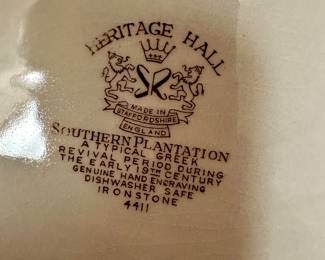 HERITAGE HALL
SR
MADE IN
STAFFORDSHIRE
ENGLAND
SOUTHERN PLANTATION
A TYPICAL GREEK
REVIVAL PERIOD DURING
THE EARLY 19TH CENTURY
GENUINE HAND ENGRAVING
DISHWASHER SAFE
IRONSTONE
4411